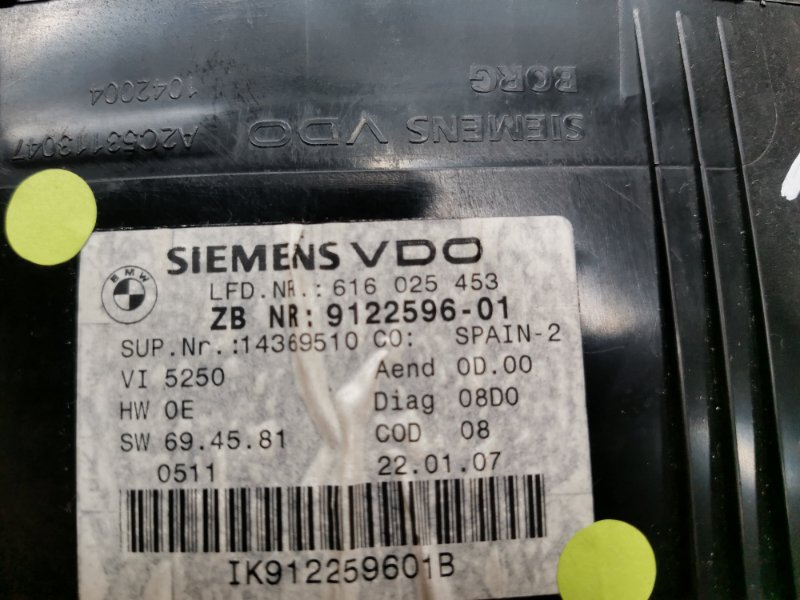 BORG
SIEMENS VDO
1042004
A2C53113047
BMW
SIEMENS VDO
LFD.NR.:616 025 453
ZB NR: 9122596-01
SUP.Nr.:14369510 CO: SPAIN-2
VI 5250 Aend 0D.00
HW 0E Diag 08D0
SW 69.45.81 COD 08
0511 22.01.07
IK912259601B